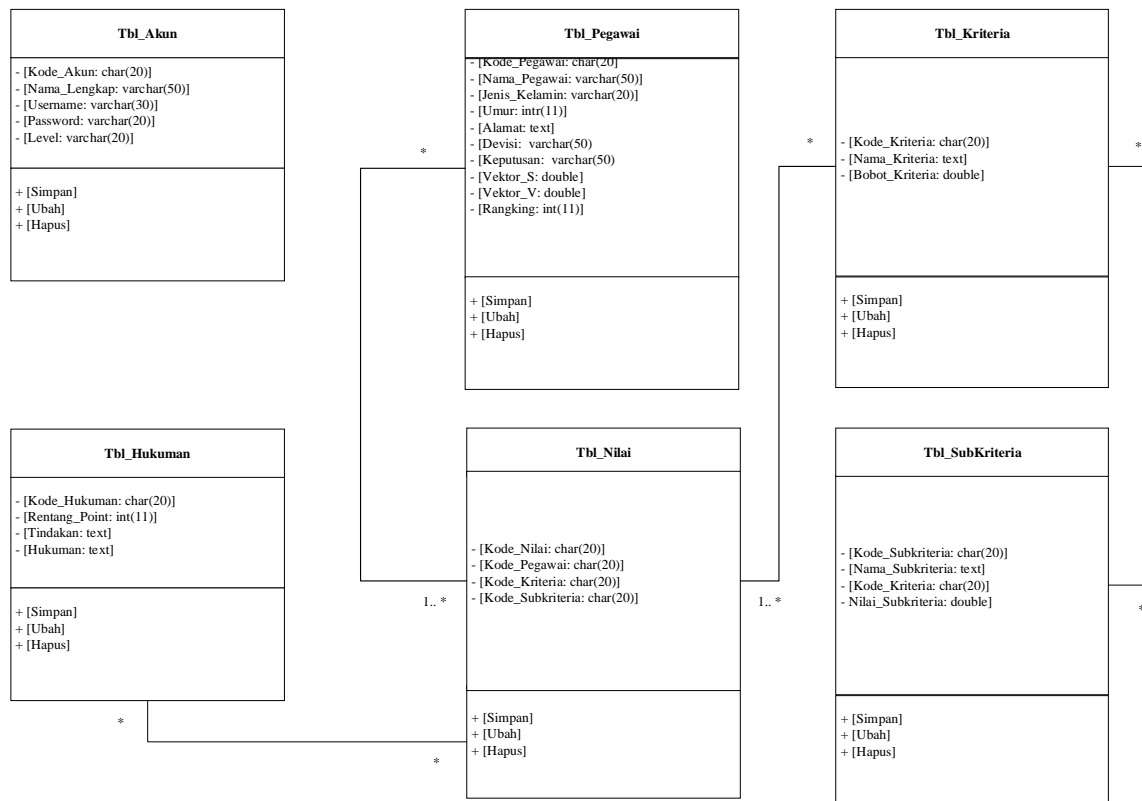 Tbl_Akun
- [Kode_Akun: char(20)]
- [Nama_Lengkap: varchar(50)]
- [Username: varchar(30)]
- [Password: varchar(20)]
- [Level: varchar(20)]
+ [Simpan]
+ [Ubah]
+ [Hapus]
Tbl_Pegawai
- [Kode_Pegawai: char(20]
- [Nama_Pegawai: varchar(50)]
- [Jenis_Kelamin: varchar(20)]
- [Umur: intr(11)]
- [Alamat: text]
- [Devisi:  varchar(50)
- [Keputusan:  varchar(50)
- [Vektor_S: double]
- [Vektor_V: double]
- [Rangking: int(11)]
+ [Simpan]
+ [Ubah]
+ [Hapus]
Tbl_Kriteria
- [Kode_Kriteria: char(20)]
- [Nama_Kriteria: text]
- [Bobot_Kriteria: double]
+ [Simpan]
+ [Ubah]
+ [Hapus]
*
*
*
Tbl_Hukuman
- [Kode_Hukuman: char(20)]
- [Rentang_Point: int(11)]
- [Tindakan: text]
- [Hukuman: text]
+ [Simpan]
+ [Ubah]
+ [Hapus]
Tbl_Nilai
- [Kode_Nilai: char(20)]
- [Kode_Pegawai: char(20)]
- [Kode_Kriteria: char(20)]
- [Kode_Subkriteria: char(20)]
+ [Simpan]
+ [Ubah]
+ [Hapus]
Tbl_SubKriteria
- [Kode_Subkriteria: char(20)]
- [Nama_Subkriteria: text]
- [Kode_Kriteria: char(20)]
- Nilai_Subkriteria: double]
+ [Simpan]
+ [Ubah]
+ [Hapus]
1.. *
1.. *
*
*
*